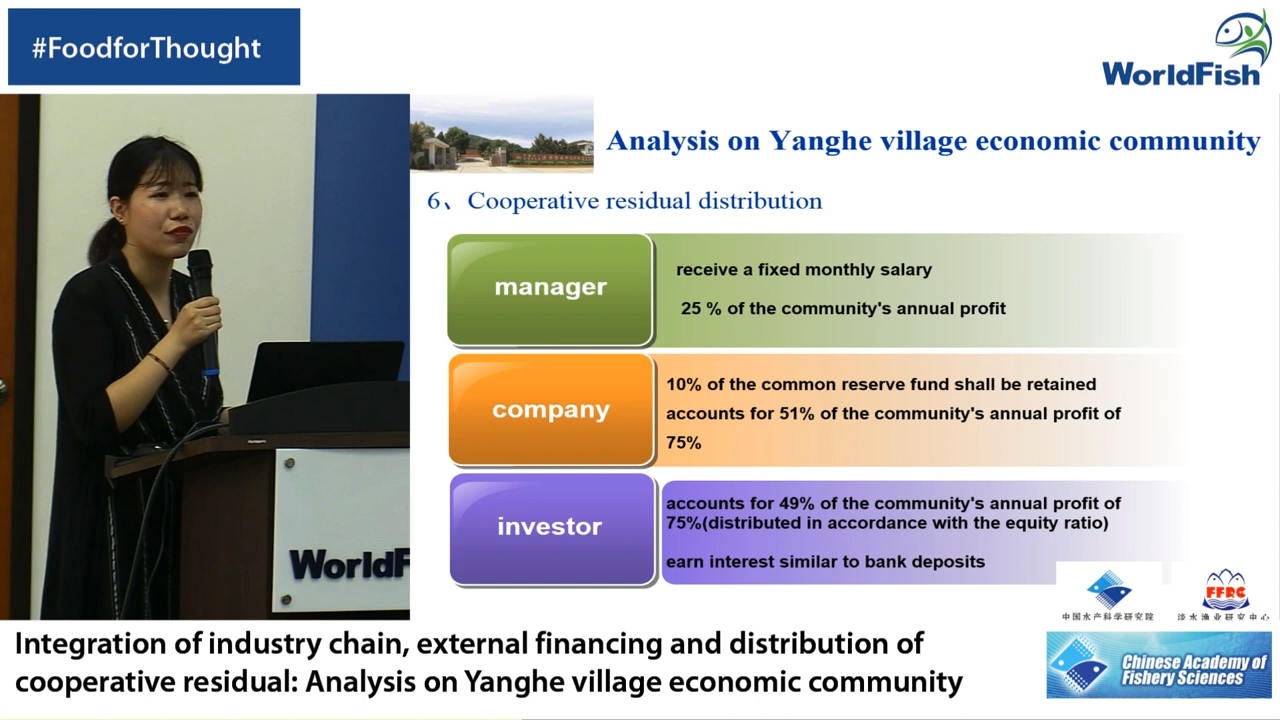 #FoodforThought
WorldFish
Analysis on Yanghe village economic community
6、Cooperative residual distribution
manager
receive a fixed monthly salary
25 % of the community's annual profit
company
10% of the common reserve fund shall be retained
accounts for 51% of the community's annual profit of
75%
investor
accounts for 49% of the community's annual profit of
75%(distributed in accordance with the equity ratio)
earn interest similar to bank deposits
WorldF
中国水产科学研究院
FFRC
淡水渔业研究中心
Integration of industry chain, external financing and distribution of
cooperative residual: Analysis on Yanghe village economic community
Chinese Academy of
Fishery Sciences